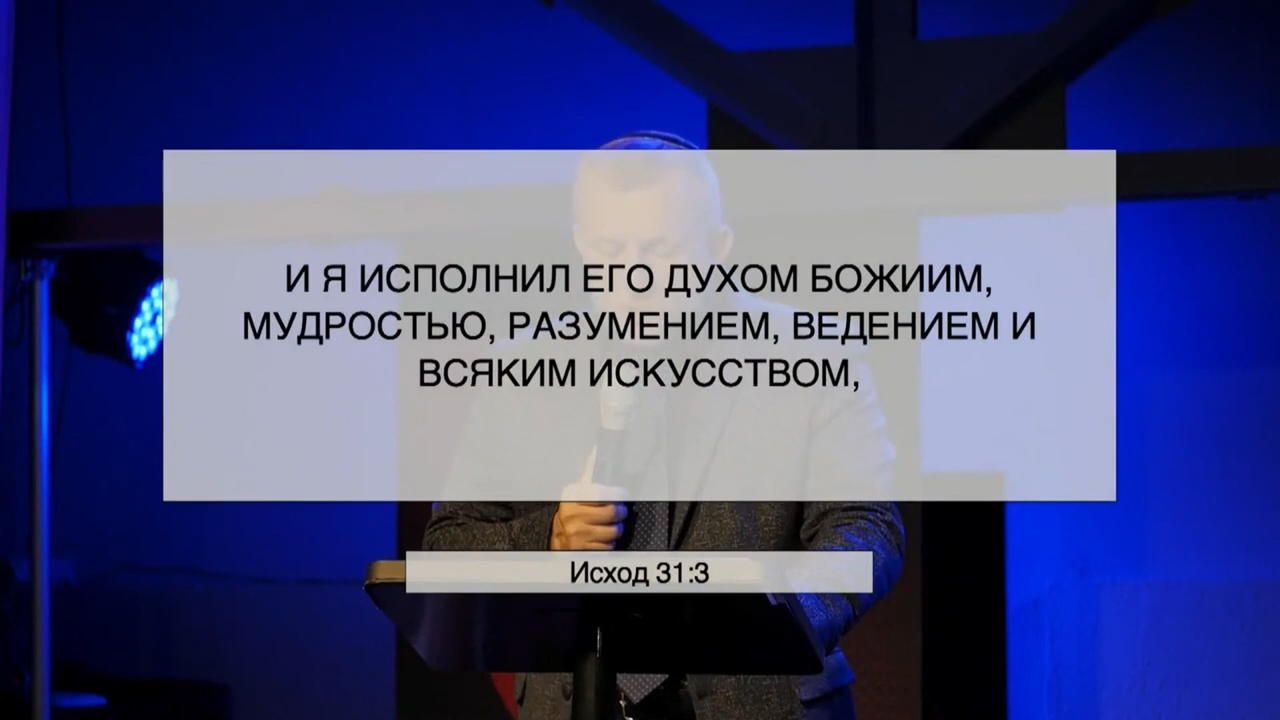 И Я ИСПОЛНИЛ ЕГО ДУХОМ БОЖИИМ,
МУДРОСТЬЮ, РАЗУМЕНИЕМ, ВЕДЕНИЕМ И
ВСЯКИМ ИСКУССТВОМ,
Исход 31:3